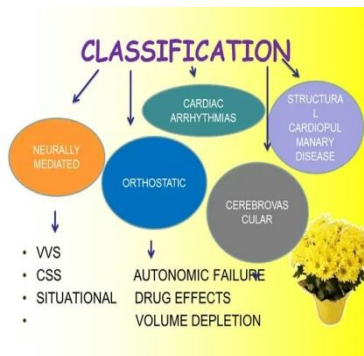 CLASSIFICATION
CARDIAC
ARRHYTHMIAS
STRUCTURA
L
CARDIOPUL
MANARY
DISEASE
NEURALLY
MEDIATED
ORTHOSTATIC
CEREBROVAS
CULAR
• VVS
• CSS AUTONOMIC FAILURE
• SITUATIONAL DRUG EFFECTS
• VOLUME DEPLETION